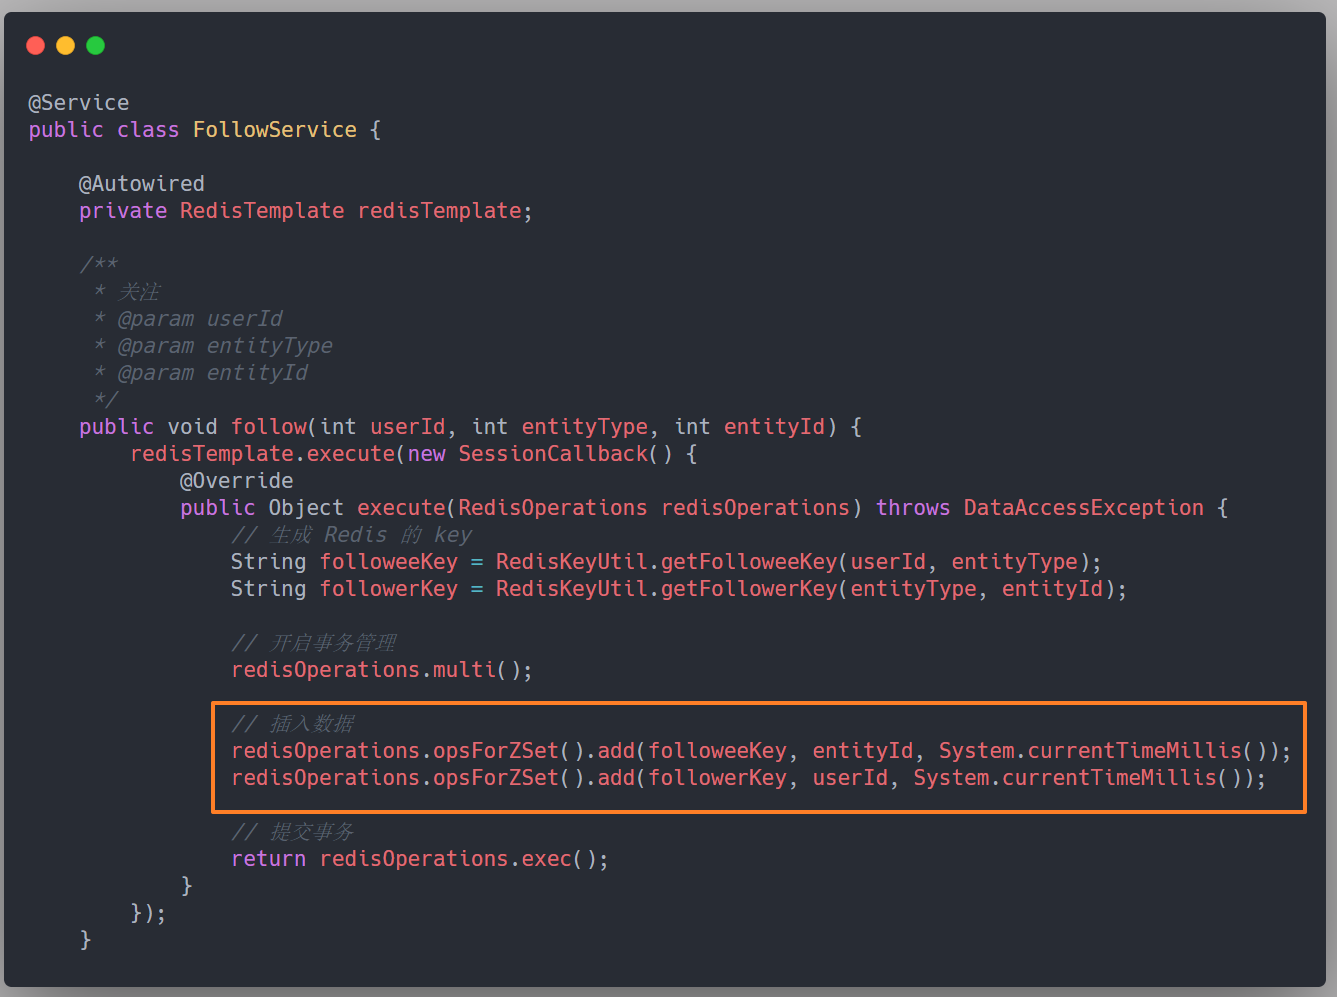 @Service
public class FollowService {
@Autowired
private RedisTemplate redisTemplate;
/**
* 关注
* @param userId
* @param entityType
* @param entityId
*/
public void follow(int userId, int entityType, int entityId) {
redisTemplate.execute(new SessionCallback() {
@Override
public Object execute(RedisOperations redisOperations) throws DataAccessException {
// 生成 Redis 的 key
String followeeKey = RedisKeyUtil.getFolloweeKey(userId, entityType);
String followerKey = RedisKeyUtil.getFollowerKey(entityType, entityId);
// 开启事务管理
redisOperations.multi();
// 插入数据
redisOperations.opsForZSet().add(followeeKey, entityId, System.currentTimeMillis());
redisOperations.opsForZSet().add(followerKey, userId, System.currentTimeMillis());
// 提交事务
return redisOperations.exec();
}
});
}